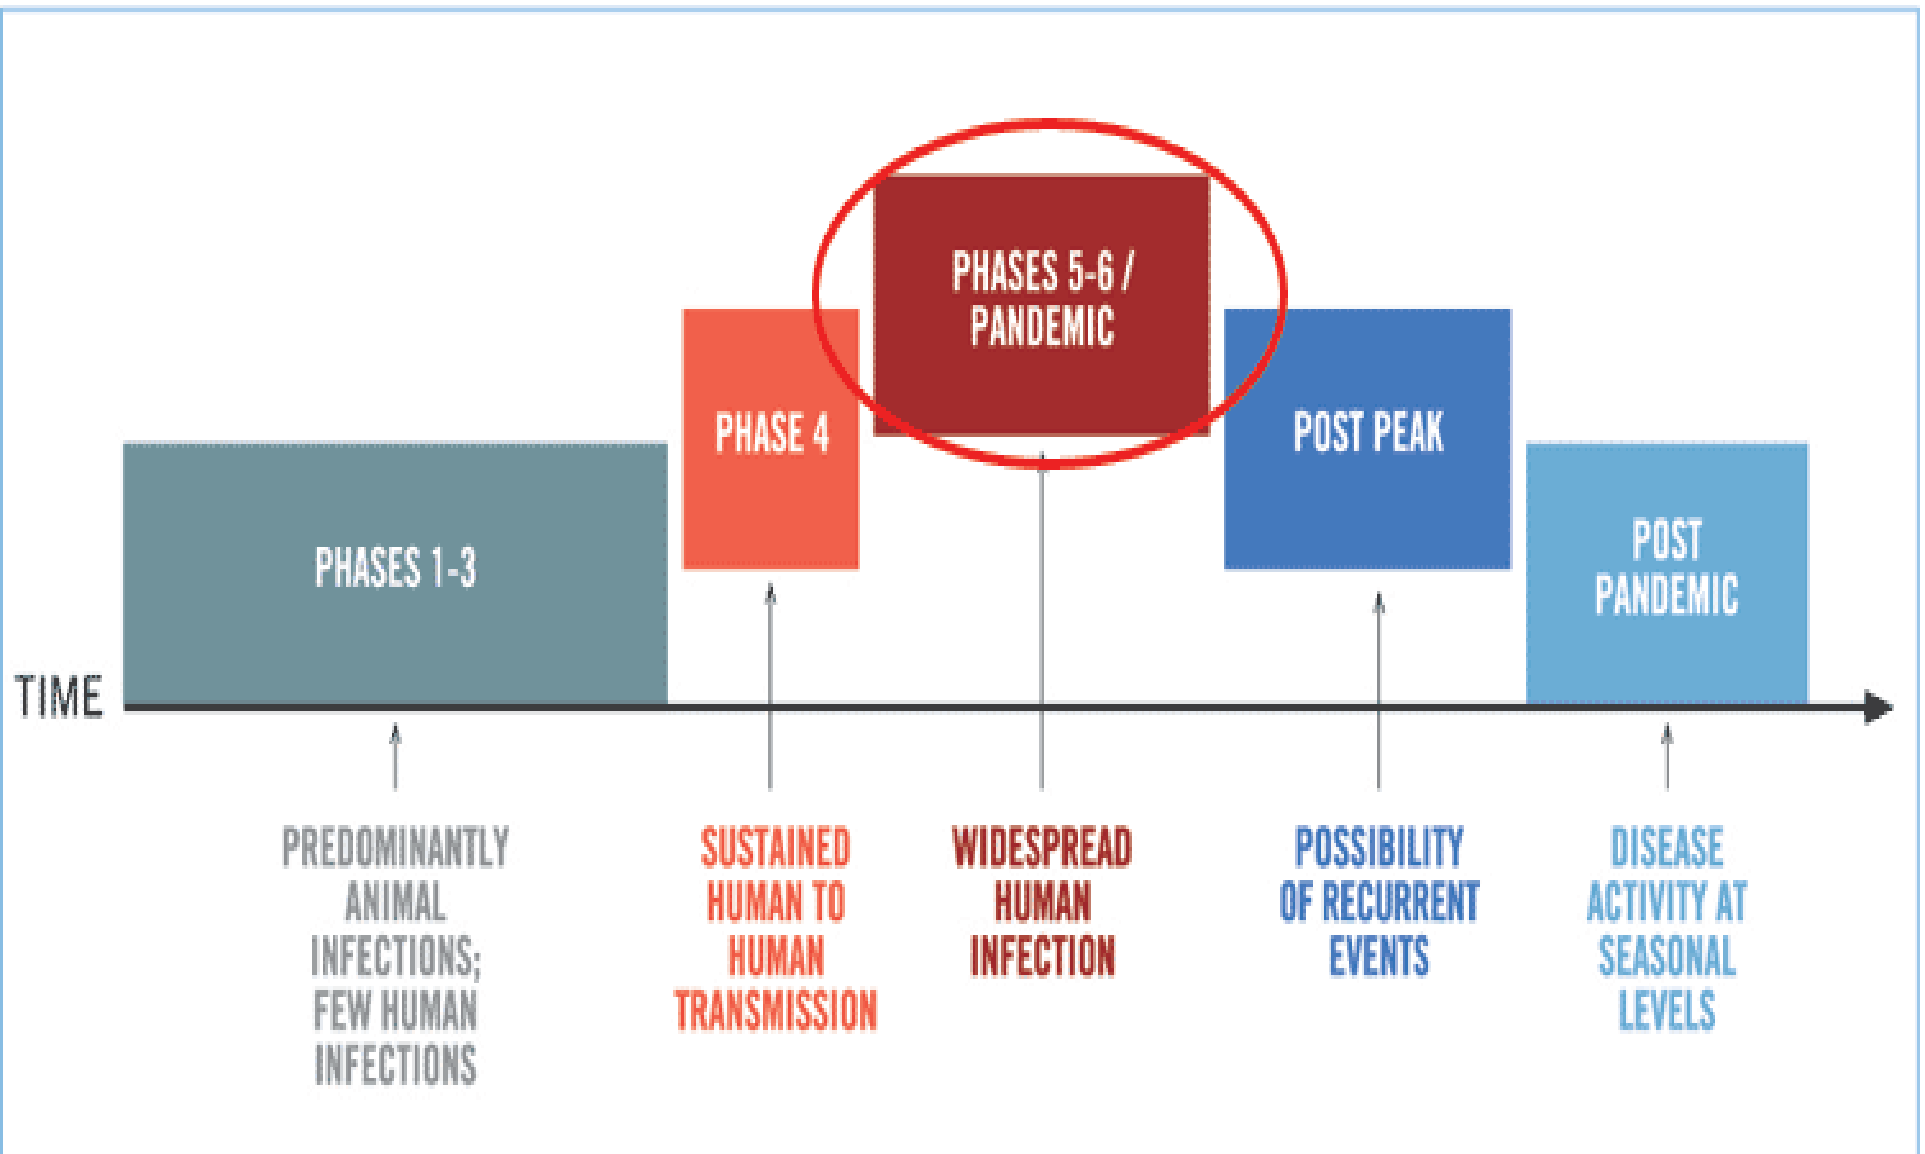 PHASES 5-6 /
PANDEMIC
PHASE 4
POST PEAK
PHASES 1-3
POST
PANDEMIC
TIME
PREDOMINANTLY
ANIMAL
INFECTIONS;
FEW HUMAN
INFECTIONS
SUSTAINED
HUMAN TO
HUMAN
TRANSMISSION
WIDESPREAD
HUMAN
INFECTION
POSSIBILITY
OF RECURRENT
EVENTS
DISEASE
ACTIVITY AT
SEASONAL
LEVELS